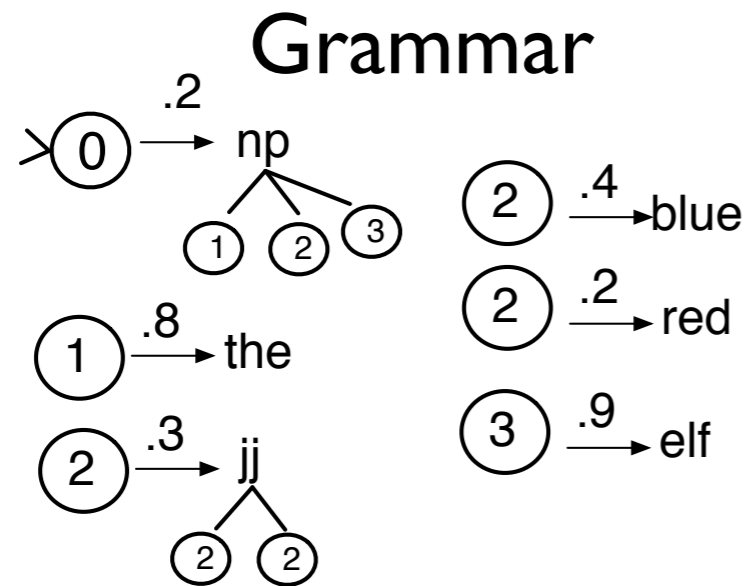 Grammar
0 .2 np
1 2 3
1 .8 the
2 .3 jj
2 2
2 .4 blue
2 .2 red
3 .9 elf